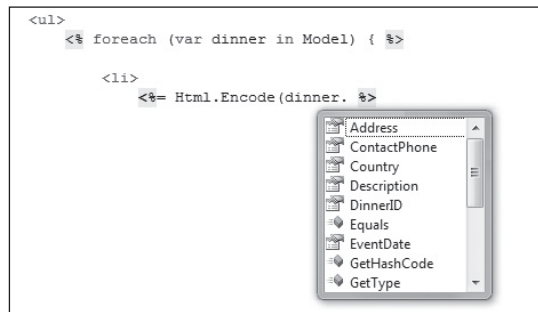 <ul>
<% foreach (var dinner in Model) { %>
<li>
<%= Html.Encode(dinner. %>
Address
ContactPhone
Country
Description
DinnerID
Equals
EventDate
GetHashCode
GetType